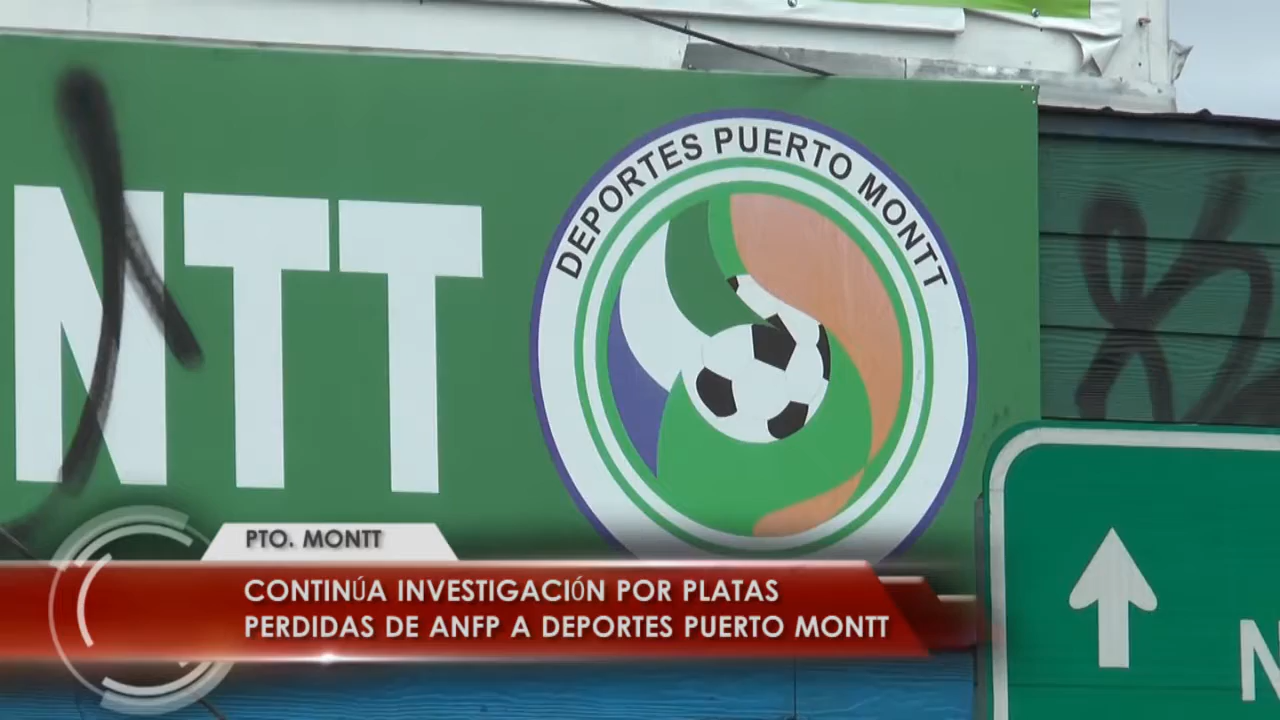 NTT
DEPORTES PUERTO MONTT
PTO. MONTT
CONTINÚA INVESTIGACIÓN POR PLATAS
PERDIDAS DE ANFP A DEPORTES PUERTO MONTT
N